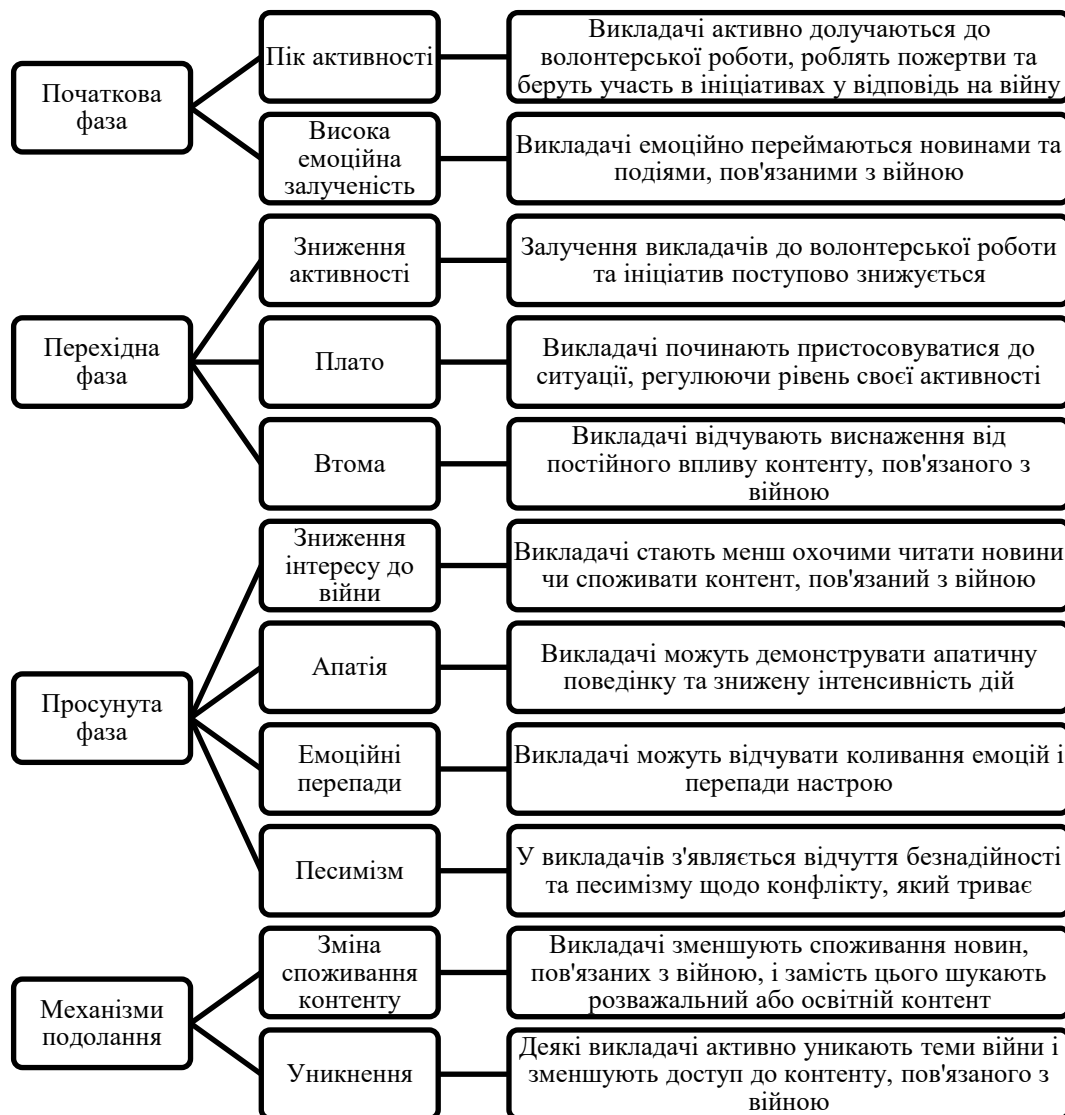 Початкова
фаза
Пік активності
Викладачі активно долучаються до
волонтерської роботи, роблять пожертви та
беруть участь в ініціативах у відповідь на війну
Висока
емоційна
залученість
Викладачі емоційно переймаються новинами та
подіями, пов'язаними з війною
Перехідна
фаза
Зниження
активності
Залучення викладачів до волонтерської роботи
та ініціатив поступово знижується
Плато
Викладачі починають пристосовуватися до
ситуації, регулюючи рівень своєї активності
Втома
Викладачі відчувають виснаження від
постійного впливу контенту, пов'язаного з
війною
Просунута
фаза
Зниження
інтересу до
війни
Викладачі стають менш охочими читати новини
чи споживати контент, пов'язаний з війною
Апатія
Викладачі можуть демонструвати апатичну
поведінку та знижену інтенсивність дій
Емоційні
перепади
Викладачі можуть відчувати коливання емоцій і
перепади настрою
Песимізм
У викладачів з'являється відчуття безнадійності
та песимізму щодо конфлікту, який триває
Механізми
подолання
Зміна
споживання
контенту
Викладачі зменшують споживання новин,
пов'язаних з війною, і замість цього шукають
розважальний або освітній контент
Уникнення
Деякі викладачі активно уникають теми війни і
зменшують доступ до контенту, пов'язаного з
війною